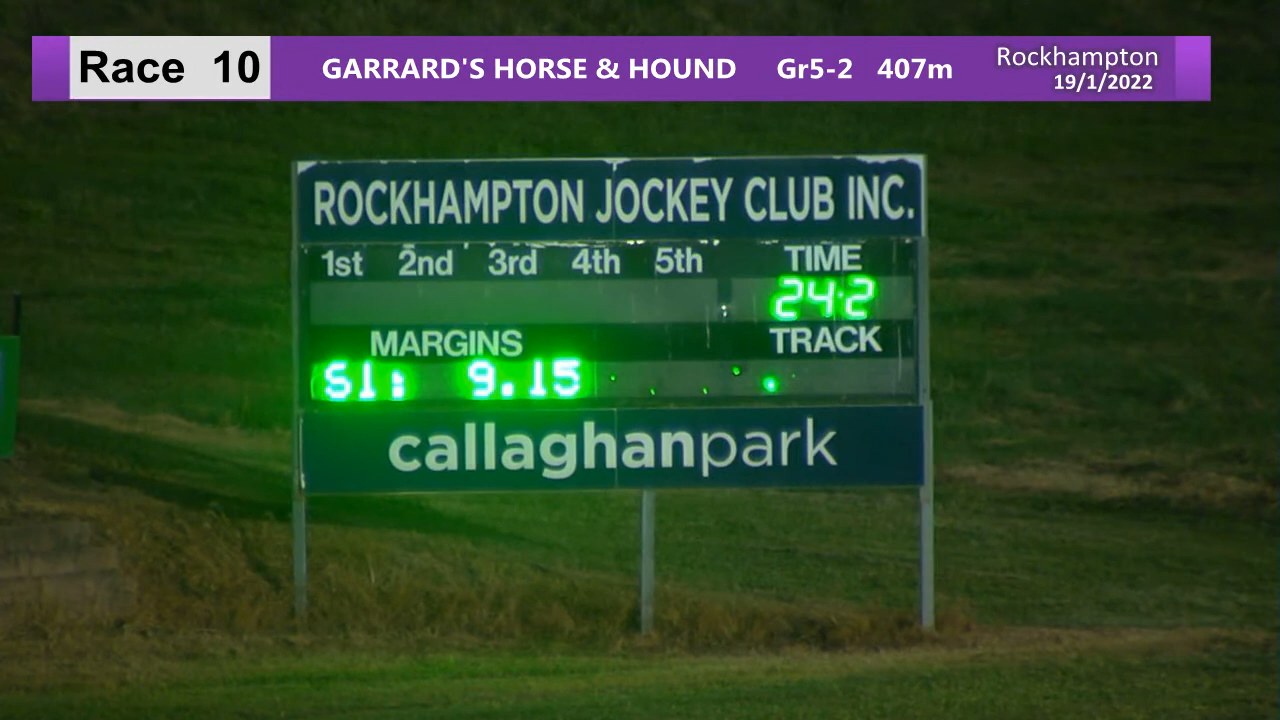 Race 10 GARRARD'S HORSE & HOUND Gr5-2 407m Rockhampton
19/1/2022
ROCKHAMPTON JOCKEY CLUB INC.
1st 2nd 3rd 4th 5th TIME
24.2
MARGINS TRACK
S1: 9.15
callaghanpark